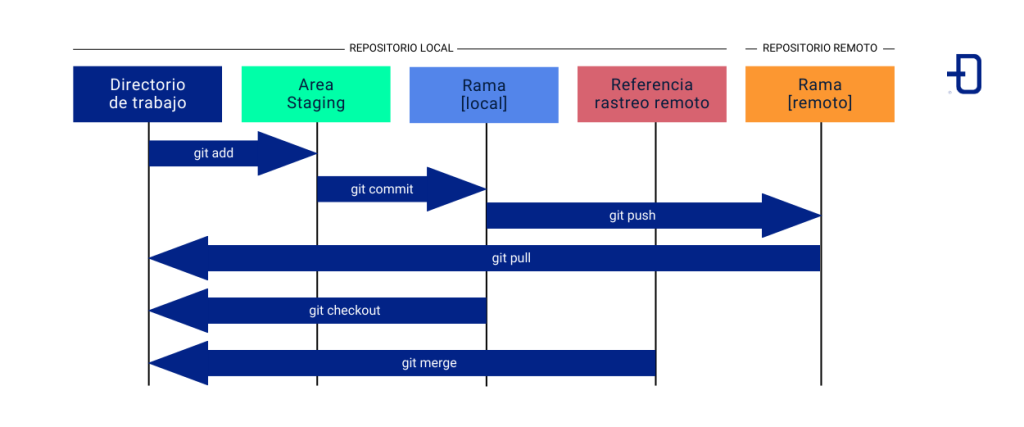 REPOSITORIO LOCAL
REPOSITORIO REMOTO
Directorio
de trabajo
Area
Staging
Rama
[local]
Referencia
rastreo remoto
Rama
[remoto]
git add
git commit
git push
git pull
git checkout
git merge